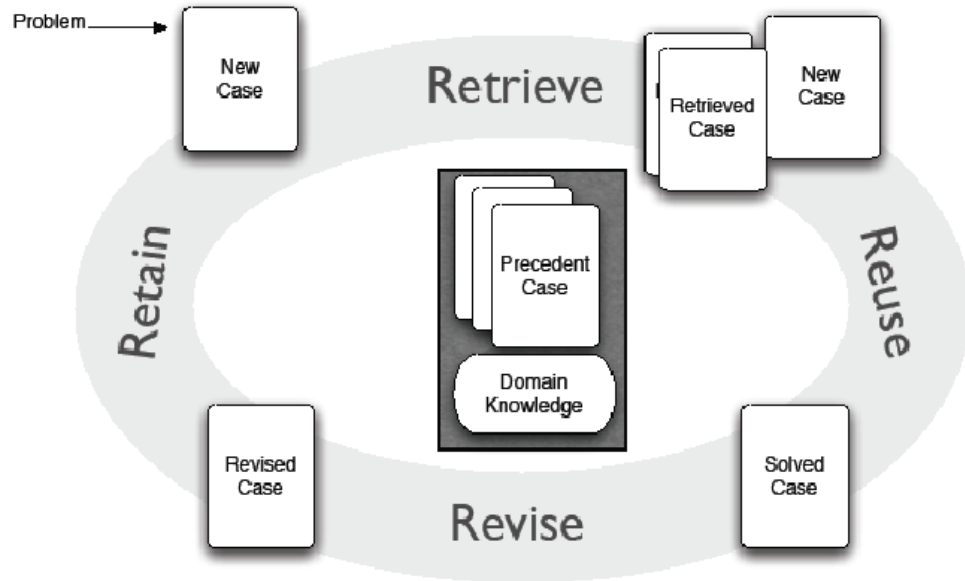 Problem
New
Case
Retrieve
Retrieved
Case
New
Case
Retain
Precedent
Case
Reuse
Domain
Knowledge
Revised
Case
Revise
Solved
Case